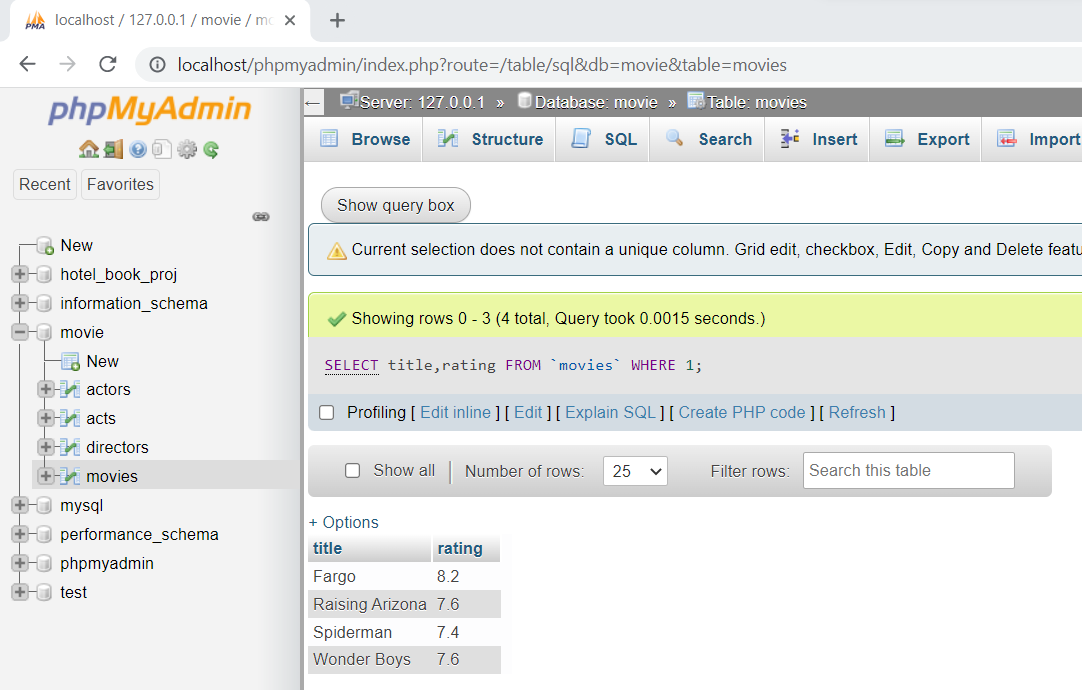 PMA localhost / 127.0.0.1 / movie / mo
localhost/phpmyadmin/index.php?route=/table/sql&db=movie&table=movies
phpMyAdmin
Recent Favorites
New
hotel_book_proj
information_schema
movie
New
actors
acts
directors
movies
mysql
performance_schema
phpmyadmin
test
Server: 127.0.0.1 » Database: movie » Table: movies
Browse Structure SQL Search Insert Export Import
Show query box
Current selection does not contain a unique column. Grid edit, checkbox, Edit, Copy and Delete featu
Showing rows 0 - 3 (4 total, Query took 0.0015 seconds.)
SELECT title,rating FROM `movies` WHERE 1;
Profiling [ Edit inline ] [ Edit ] [ Explain SQL ] [ Create PHP code ] [ Refresh ]
Show all | Number of rows: 25 Filter rows: Search this table
+ Options
title rating
Fargo 8.2
Raising Arizona 7.6
Spiderman 7.4
Wonder Boys 7.6